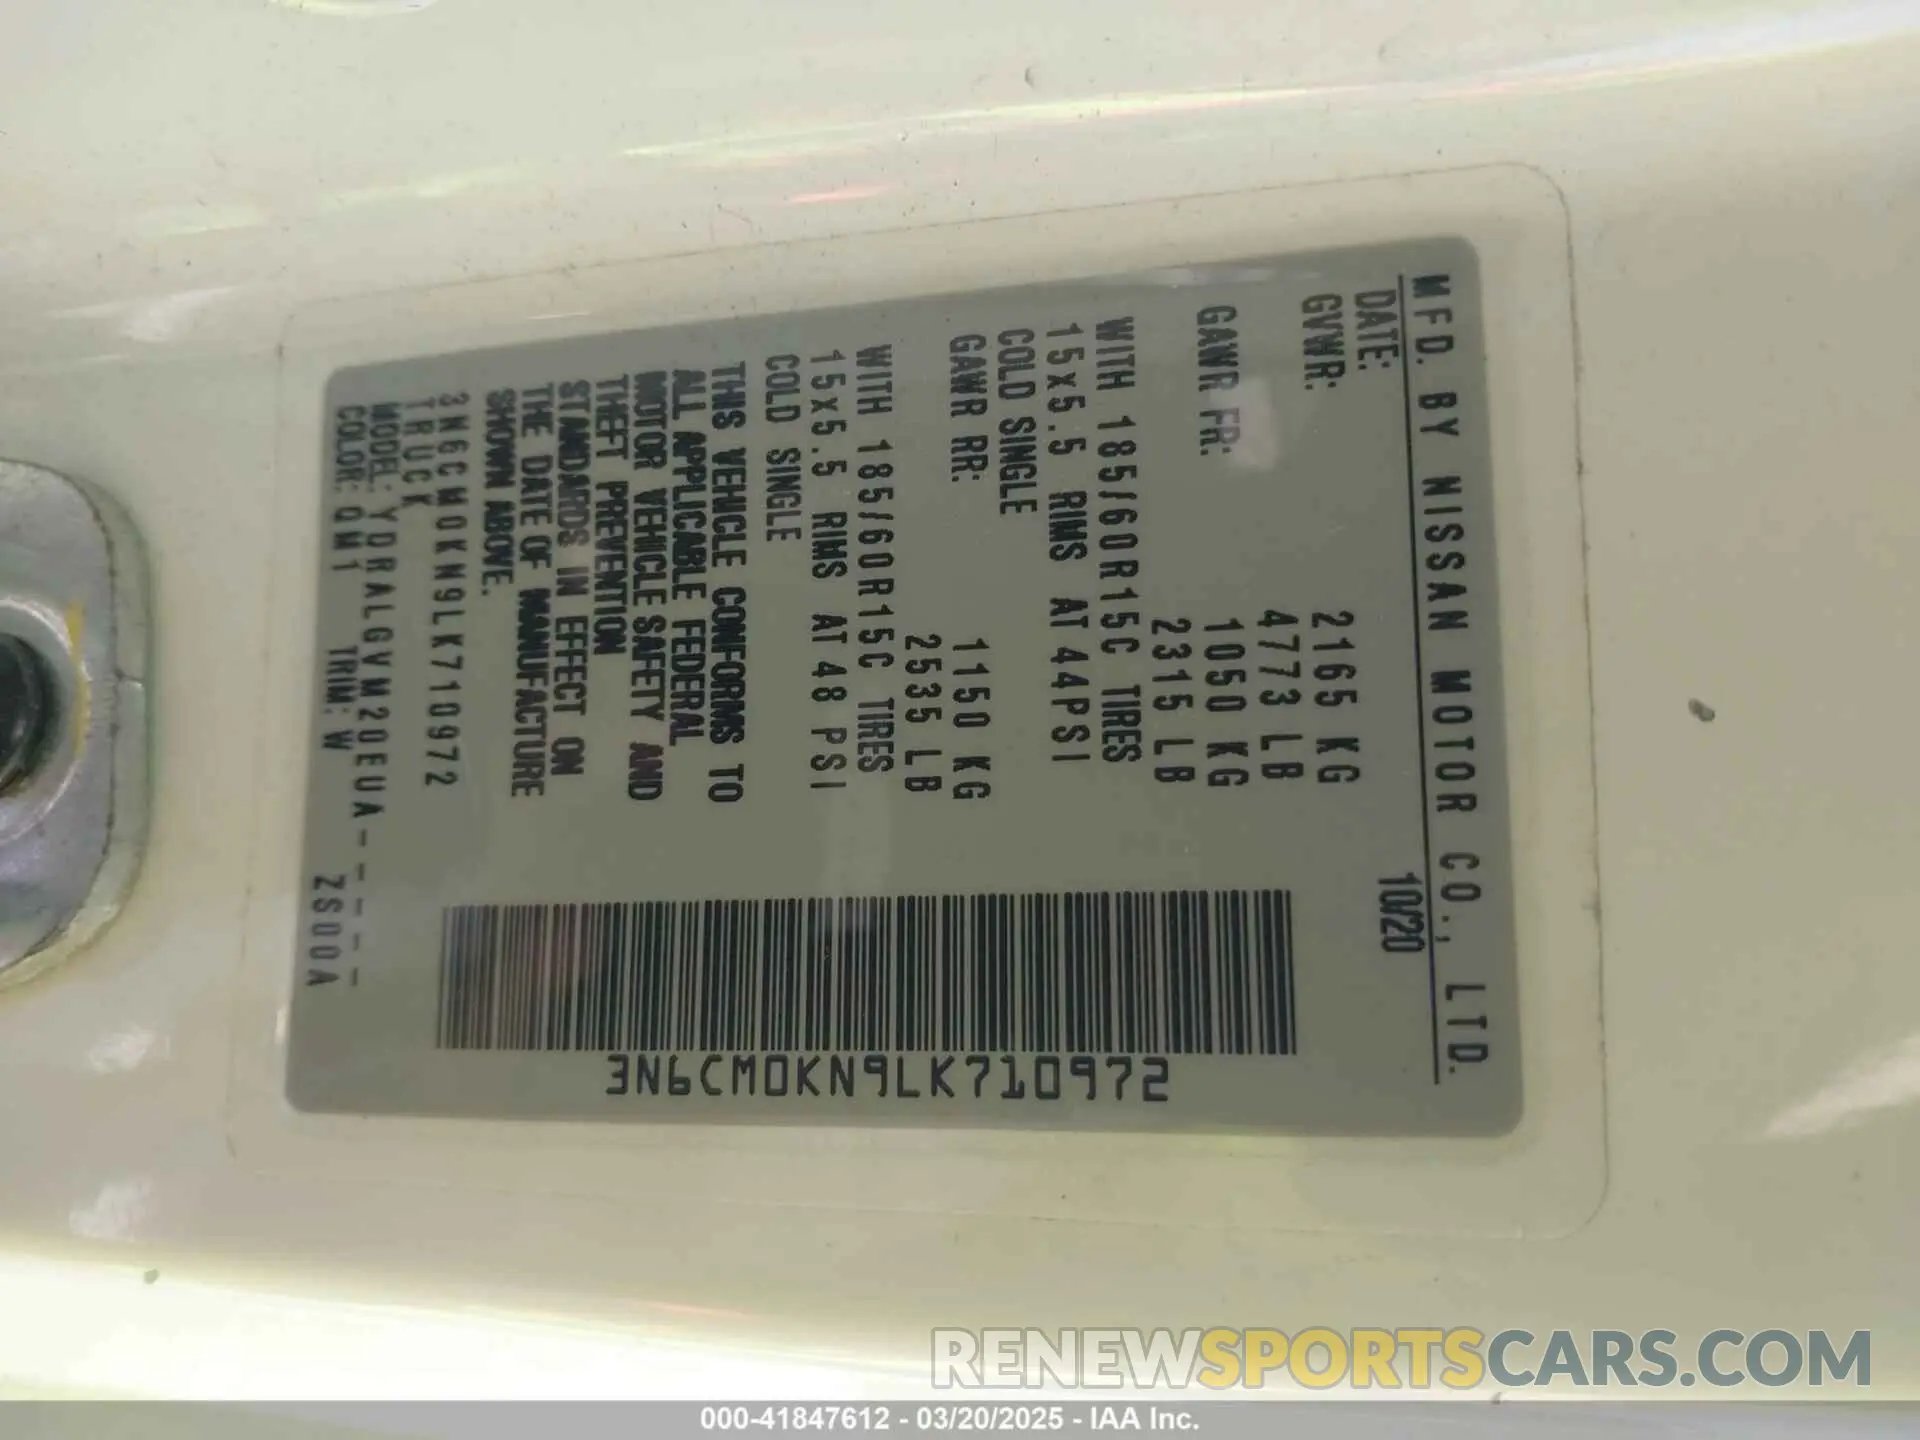 MFD. BY NISSAN MOTOR CO., LTD.
DATE: 10/20
GVWR: 2165 KG
4773 LB
GAWR FR: 1050 KG
2315 LB
WITH 185/60R15C TIRES
15x5.5 RIMS AT 44PSI
COLD SINGLE
GAWR RR: 1150 KG
2535 LB
WITH 185/60R15C TIRES
15x5.5 RIMS AT 48 PSI
COLD SINGLE
THIS VEHICLE CONFORMS TO
ALL APPLICABLE FEDERAL
MOTOR VEHICLE SAFETY AND
THEFT PREVENTION
STANDARDS IN EFFECT ON
THE DATE OF MANUFACTURE
SHOWN ABOVE.
3N6CM0KN9LK710972
TRUCK
MODEL: YDRALGVM20EUA-----
COLOR: QM1 TRIM: W ZS00A
3N6CM0KN9LK710972
RENEWSPORTSCARS.COM
000-41847612 - 03/20/2025 - IAA Inc.